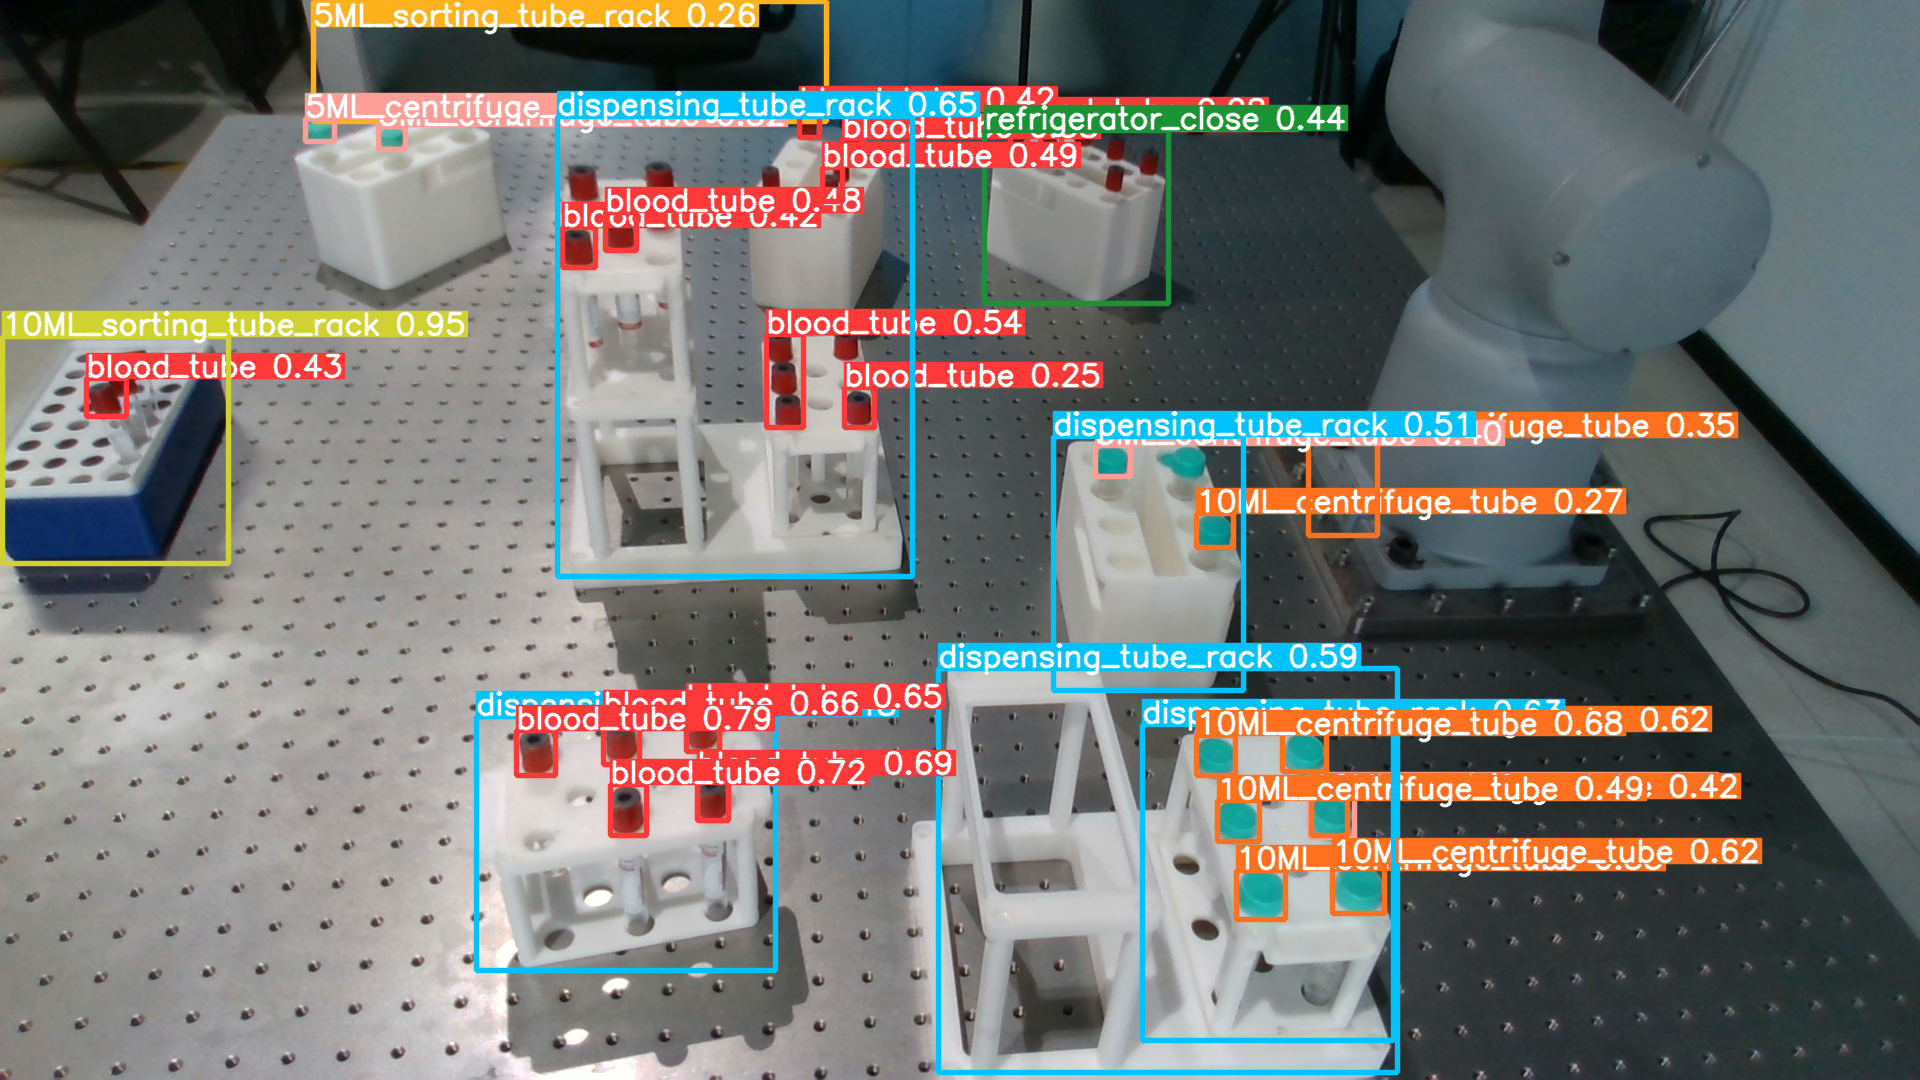 5ML_sorting_tube_rack 0.26
5ML_centrifuge_
dispensing_tube_rack 0.65
0.42
refrigerator_close 0.44
blood_tube 0.49
blood_tube 0.48
0.42
10ML_sorting_tube_rack 0.95
blood_tube 0.54
blood_tube 0.43
blood_tube 0.25
dispensing_tube_rack 0.51
fuge_tube 0.35
10ML_centrifuge_tube 0.27
dispensing_tube_rack 0.59
0.66
0.65
blood_tube 0.79
10ML_centrifuge_tube 0.68
0.62
blood_tube 0.72
0.69
10ML_centrifuge_tube 0.49
0.42
10ML_centrifuge_tube 0.62